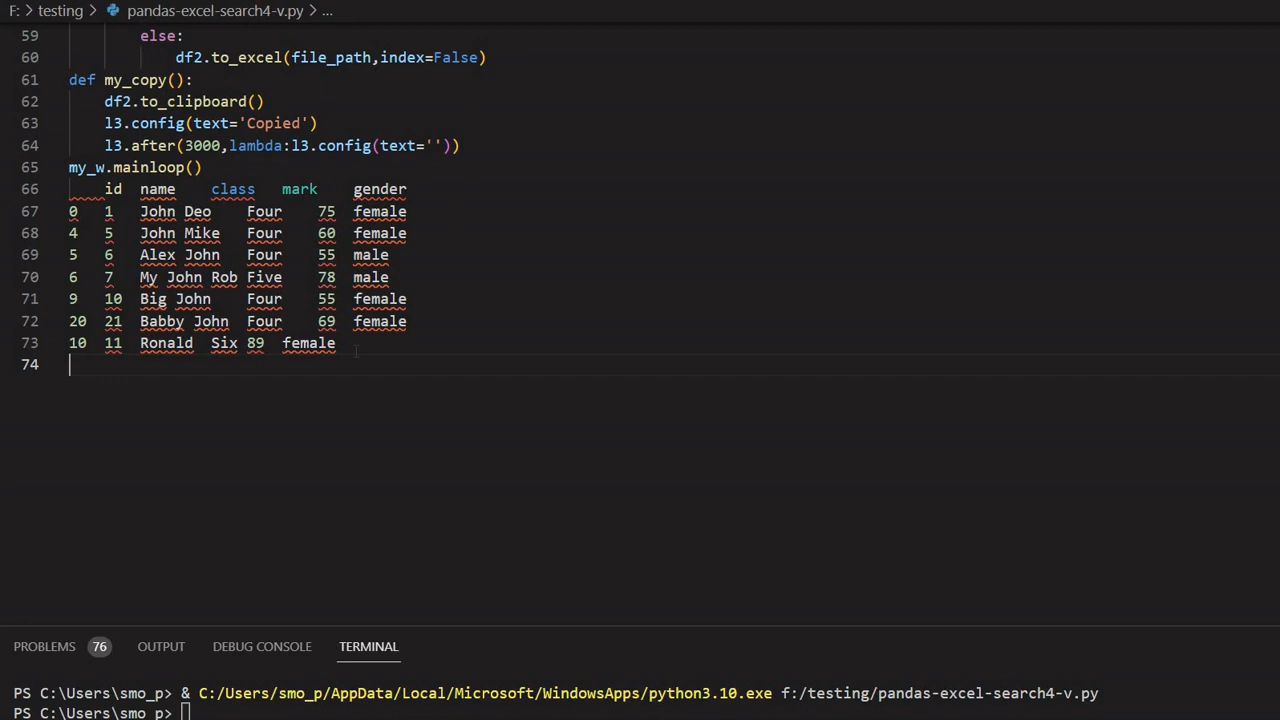 F: > testing > pandas-excel-search4-v.py > ...
59 else:
60 df2.to_excel(file_path,index=False)
61 def my_copy():
62 df2.to_clipboard()
63 l3.config(text='Copied')
64 l3.after(3000,lambda:l3.config(text=''))
65 my_w.mainloop()
66 id name class mark gender
67 0 1 John Deo Four 75 female
68 4 5 John Mike Four 60 female
69 5 6 Alex John Four 55 male
70 6 7 My John Rob Five 78 male
71 9 10 Big John Four 55 female
72 20 21 Babby John Four 69 female
73 10 11 Ronald Six 89 female
74
PROBLEMS 76 OUTPUT DEBUG CONSOLE TERMINAL
PS C:\Users\smo_p> & C:/Users/smo_p/AppData/Local/Microsoft/WindowsApps/python3.10.exe f:/testing/pandas-excel-search4-v.py
PS C:\Users\smo_p>